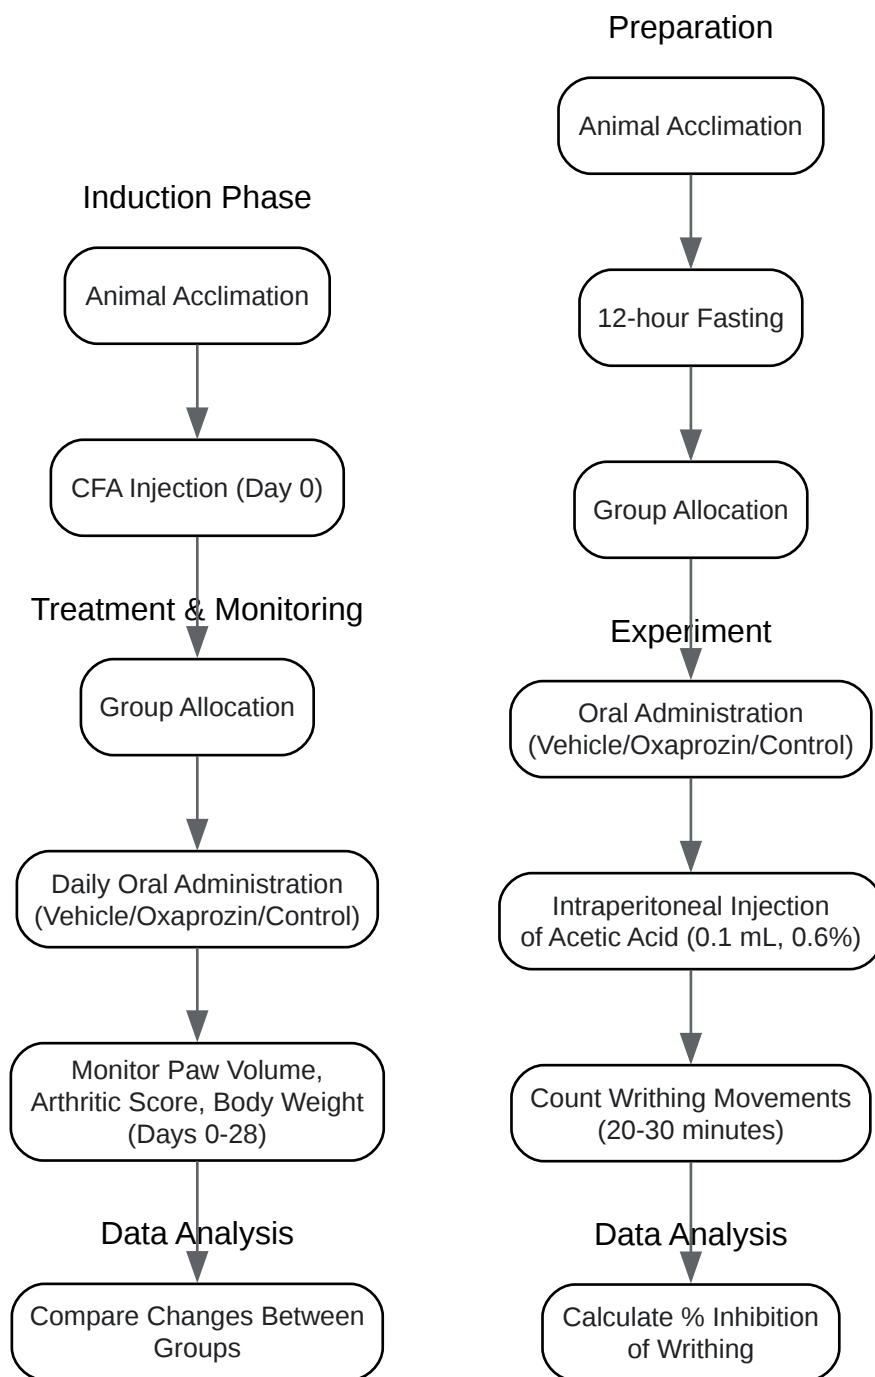 Induction Phase
Animal Acclimation
CFA Injection (Day 0)
Treatment & Monitoring
Group Allocation
Daily Oral Administration
(Vehicle/Oxaprozin/Control)
Monitor Paw Volume,
Arthritic Score, Body Weight
(Days 0-28)
Data Analysis
Compare Changes Between
Groups
Preparation
Animal Acclimation
12-hour Fasting
Group Allocation
Experiment
Oral Administration
(Vehicle/Oxaprozin/Control)
Intraperitoneal Injection
of Acetic Acid (0.1 mL, 0.6%)
Count Writhing Movements
(20-30 minutes)
Data Analysis
Calculate % Inhibition
of Writhing